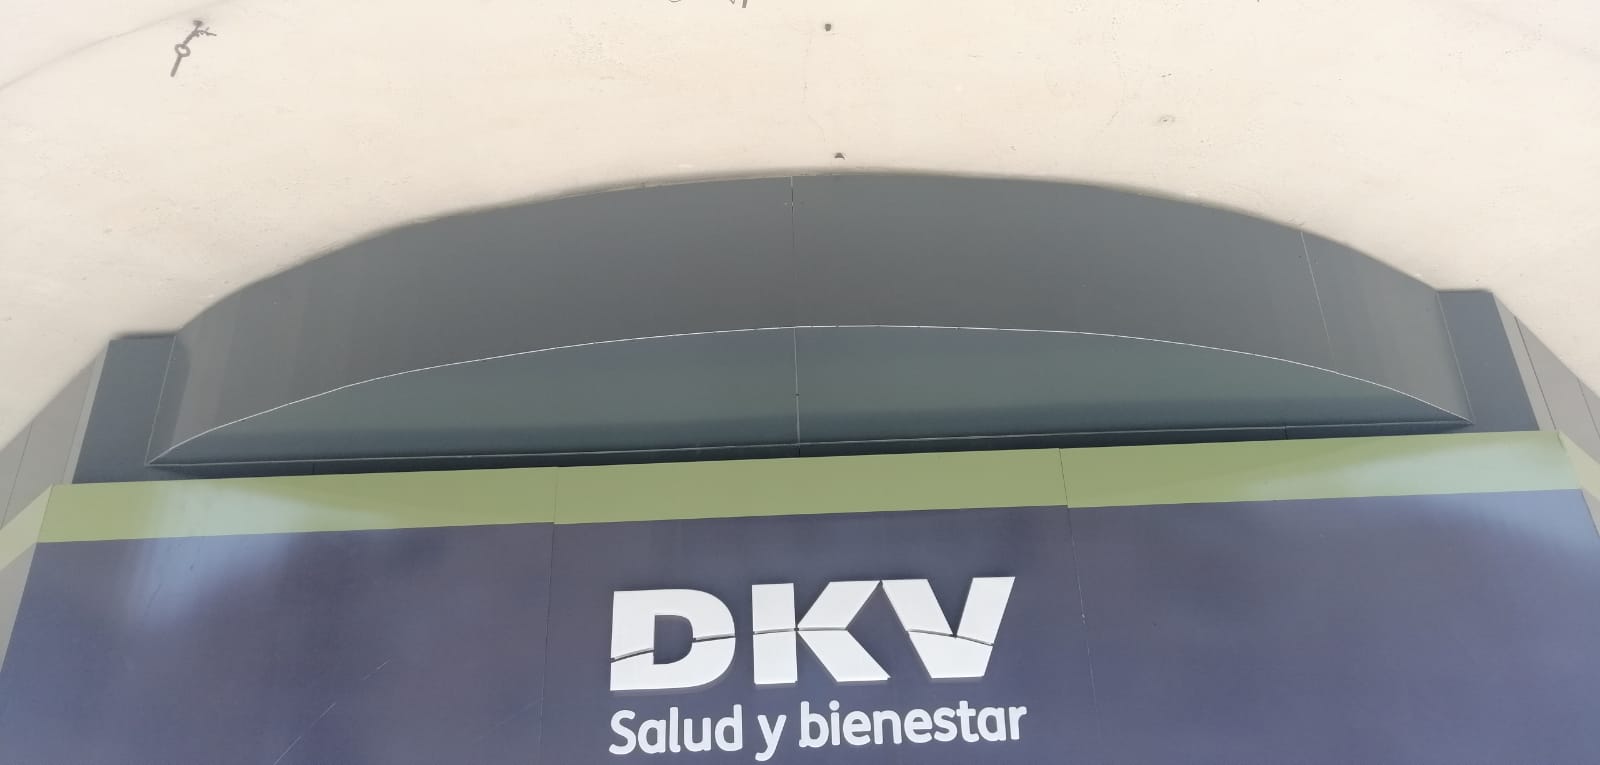 DKV
Salud y bienestar